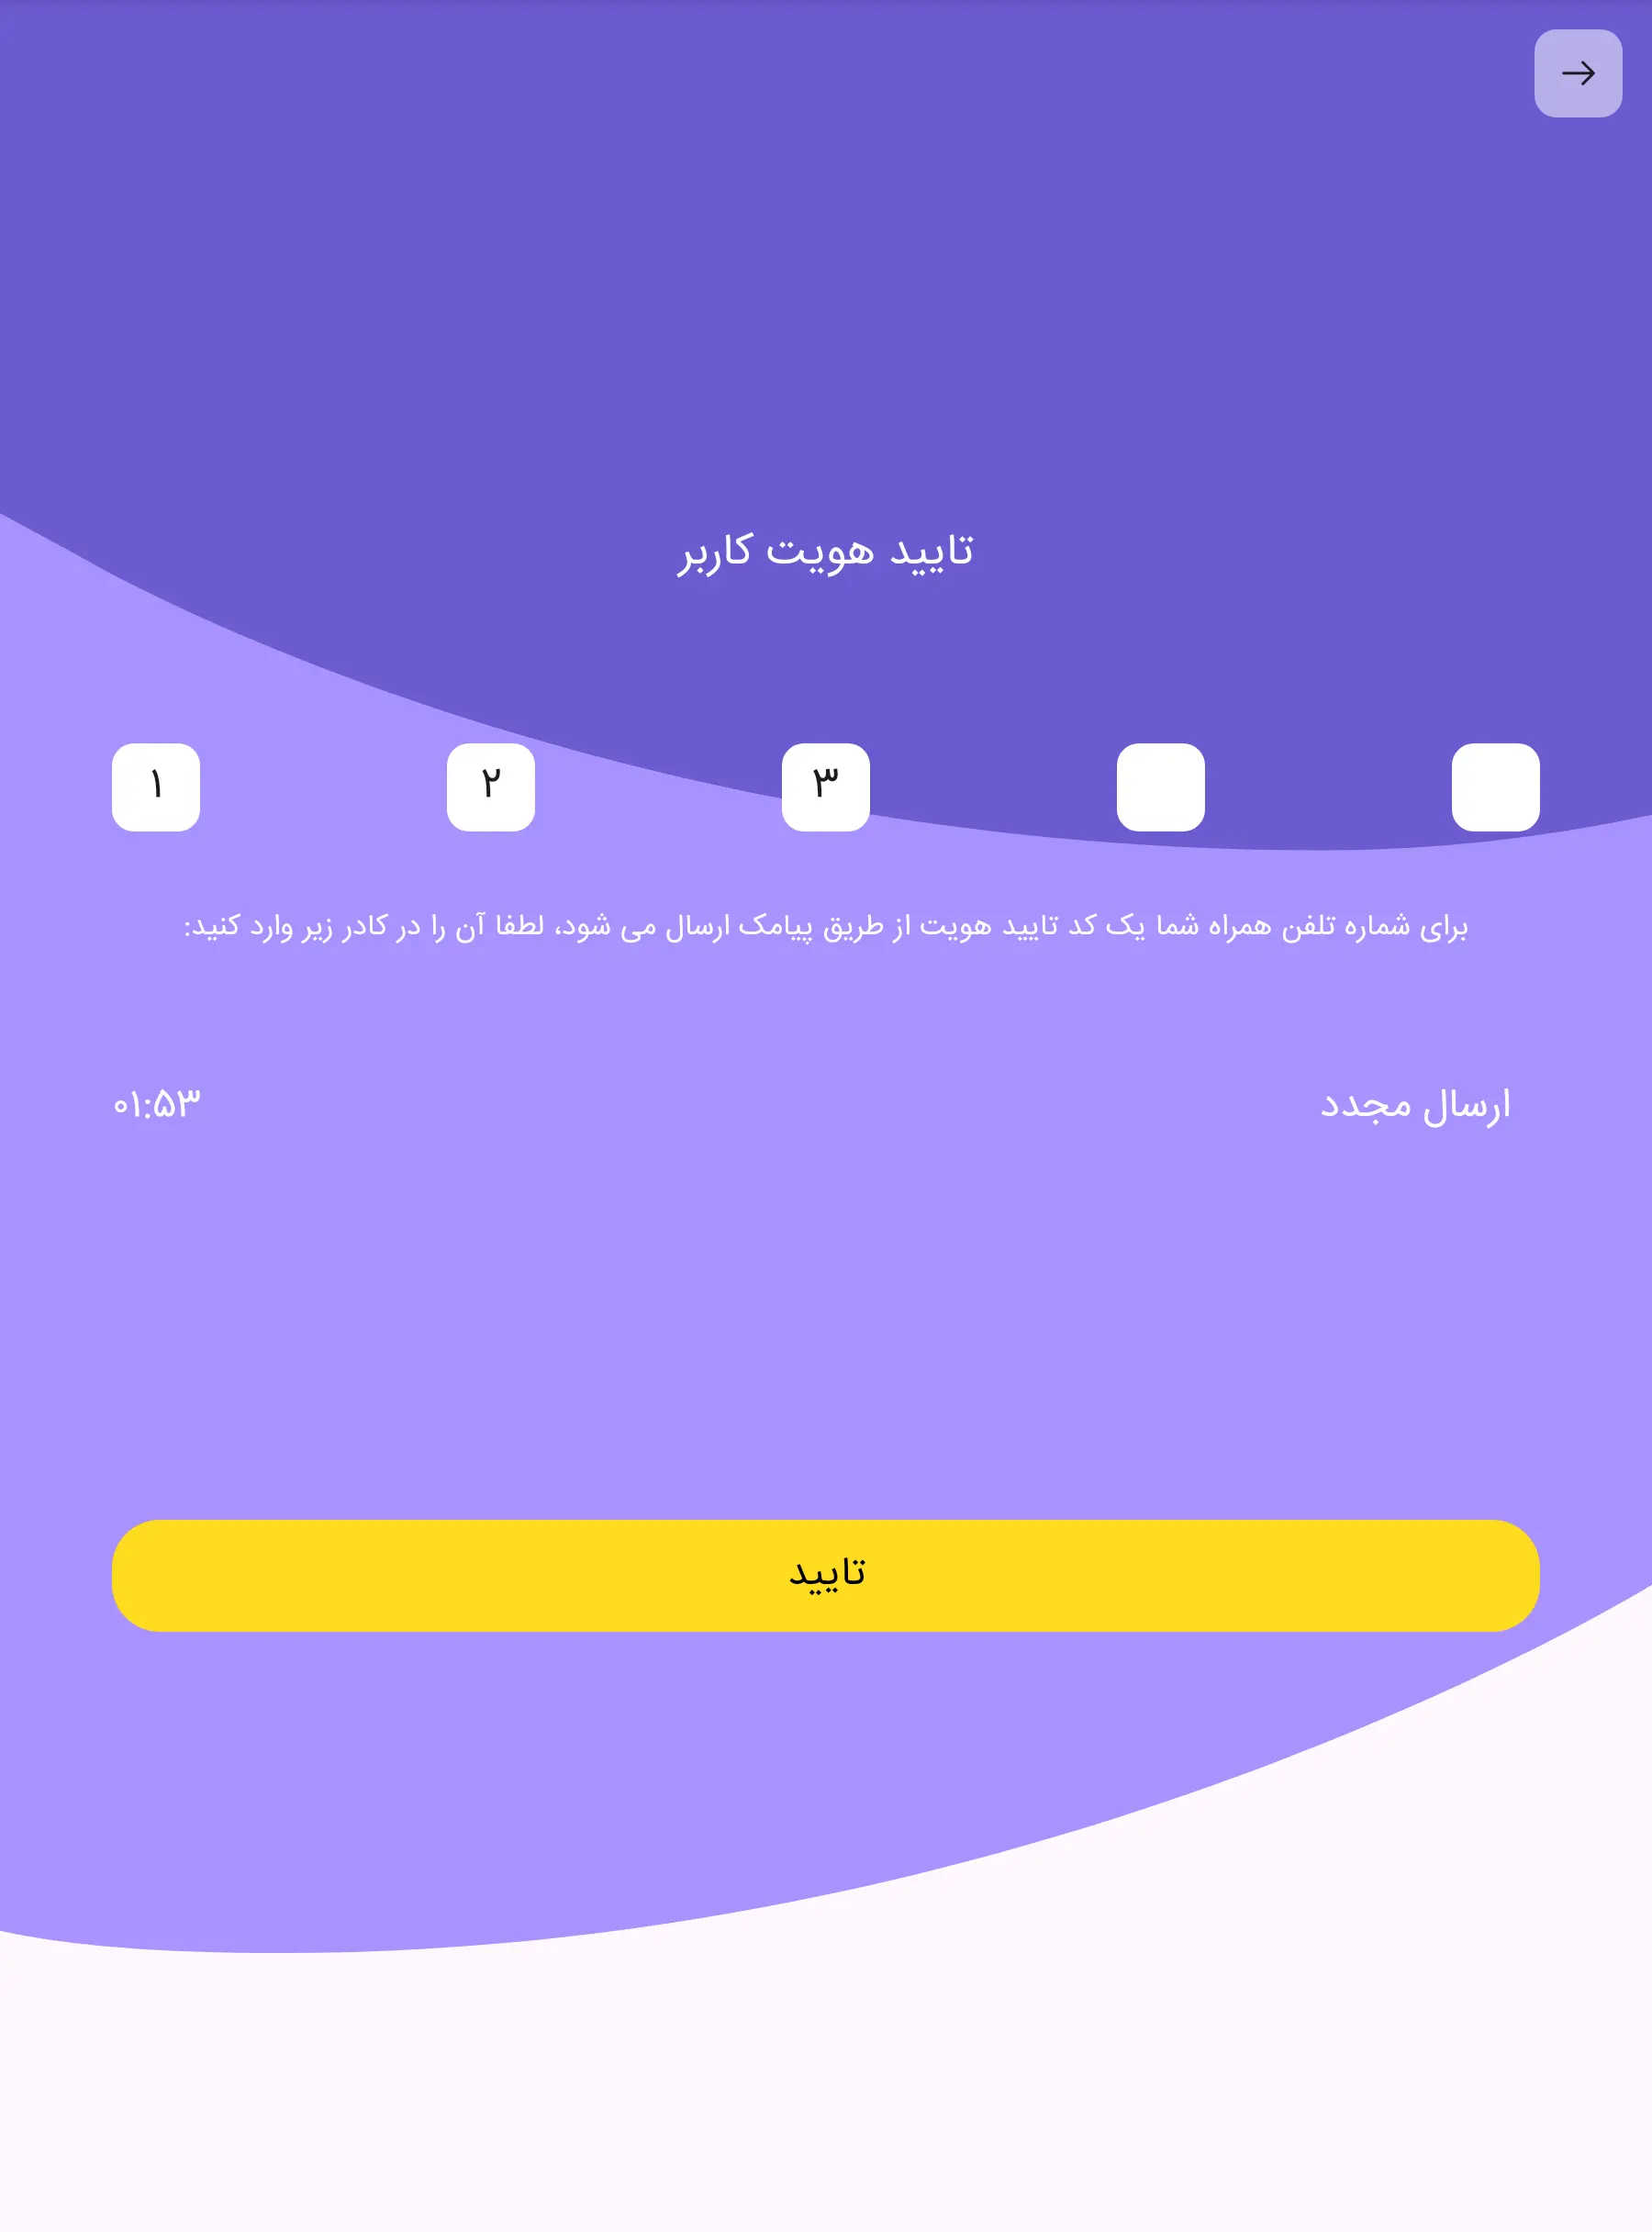 تایید هویت کاربر
۱ ۲ ۳
برای شماره تلفن همراه شما یک کد تایید هویت از طریق پیامک ارسال می شود، لطفا آن را در کادر زیر وارد کنید:
ارسال مجدد
۰۱:۵۳
تایید